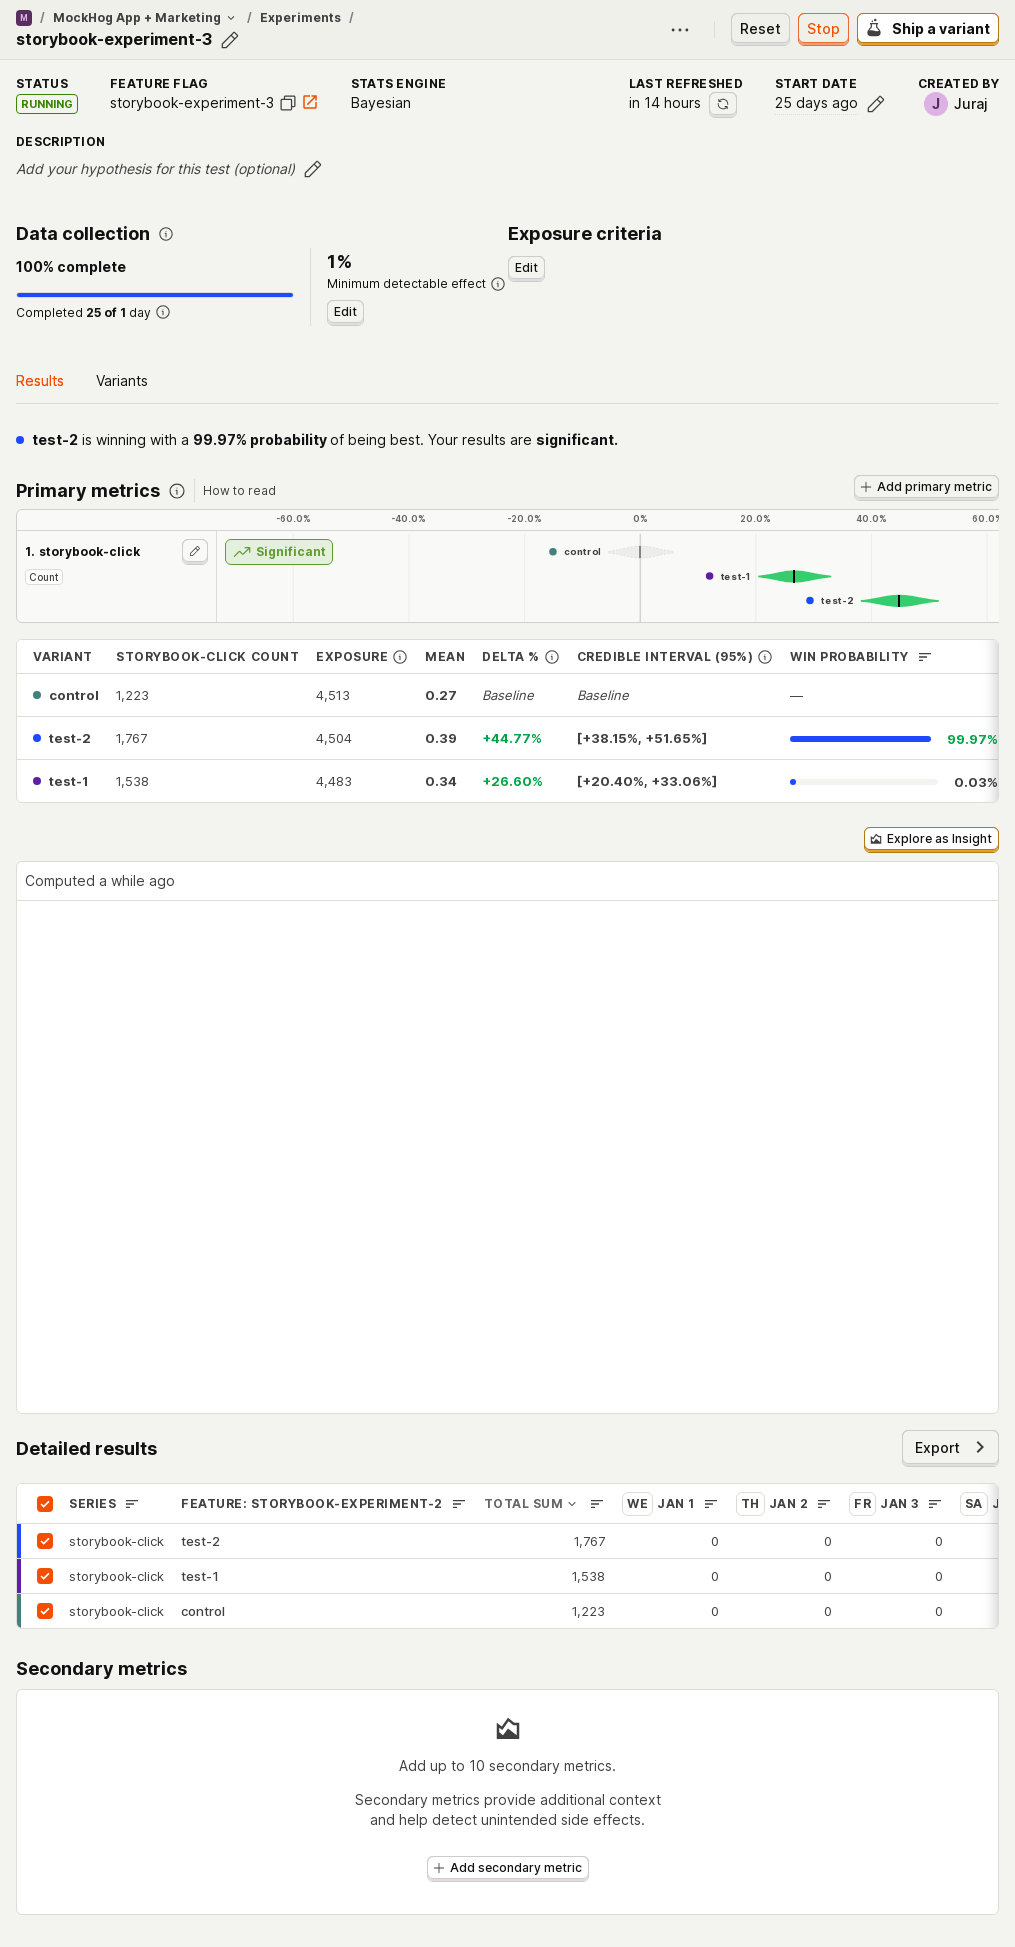 M / MockHog App + Marketing / Experiments /
storybook-experiment-3
Reset Stop Ship a variant
STATUS FEATURE FLAG STATS ENGINE LAST REFRESHED START DATE CREATED BY
RUNNING storybook-experiment-3 Bayesian in 14 hours 25 days ago J Juraj
DESCRIPTION
Add your hypothesis for this test (optional)
Data collection Exposure criteria
100% complete 1% Edit
Minimum detectable effect
Completed 25 of 1 day Edit
Results Variants
test-2 is winning with a 99.97% probability of being best. Your results are significant.
Primary metrics How to read Add primary metric
-60.0% -40.0% -20.0% 0% 20.0% 40.0% 60.0%
1. storybook-click Significant control
Count test-1
test-2
VARIANT STORYBOOK-CLICK COUNT EXPOSURE MEAN DELTA % CREDIBLE INTERVAL (95%) WIN PROBABILITY
control 1,223 4,513 0.27 Baseline Baseline —
test-2 1,767 4,504 0.39 +44.77% [+38.15%, +51.65%] 99.97%
test-1 1,538 4,483 0.34 +26.60% [+20.40%, +33.06%] 0.03%
Explore as Insight
Computed a while ago
Detailed results Export
SERIES FEATURE: STORYBOOK-EXPERIMENT-2 TOTAL SUM WE JAN 1 TH JAN 2 FR JAN 3 SA
storybook-click test-2 1,767 0 0 0
storybook-click test-1 1,538 0 0 0
storybook-click control 1,223 0 0 0
Secondary metrics
Add up to 10 secondary metrics.
Secondary metrics provide additional context
and help detect unintended side effects.
Add secondary metric